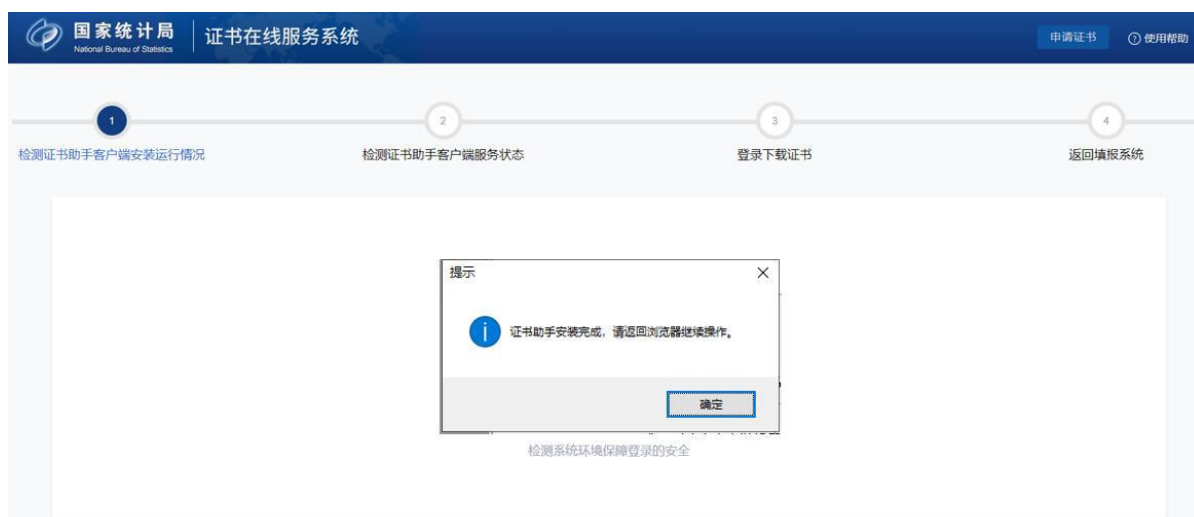 国家统计局
National Bureau of Statistics
证书在线服务系统
申请证书
? 使用帮助
1
2
3
4
检测证书助手客户端安装运行情况
检测证书助手客户端服务状态
登录下载证书
返回填报系统
提示
证书助手安装完成，请返回浏览器继续操作。
确定
检测系统环境保障登录的安全